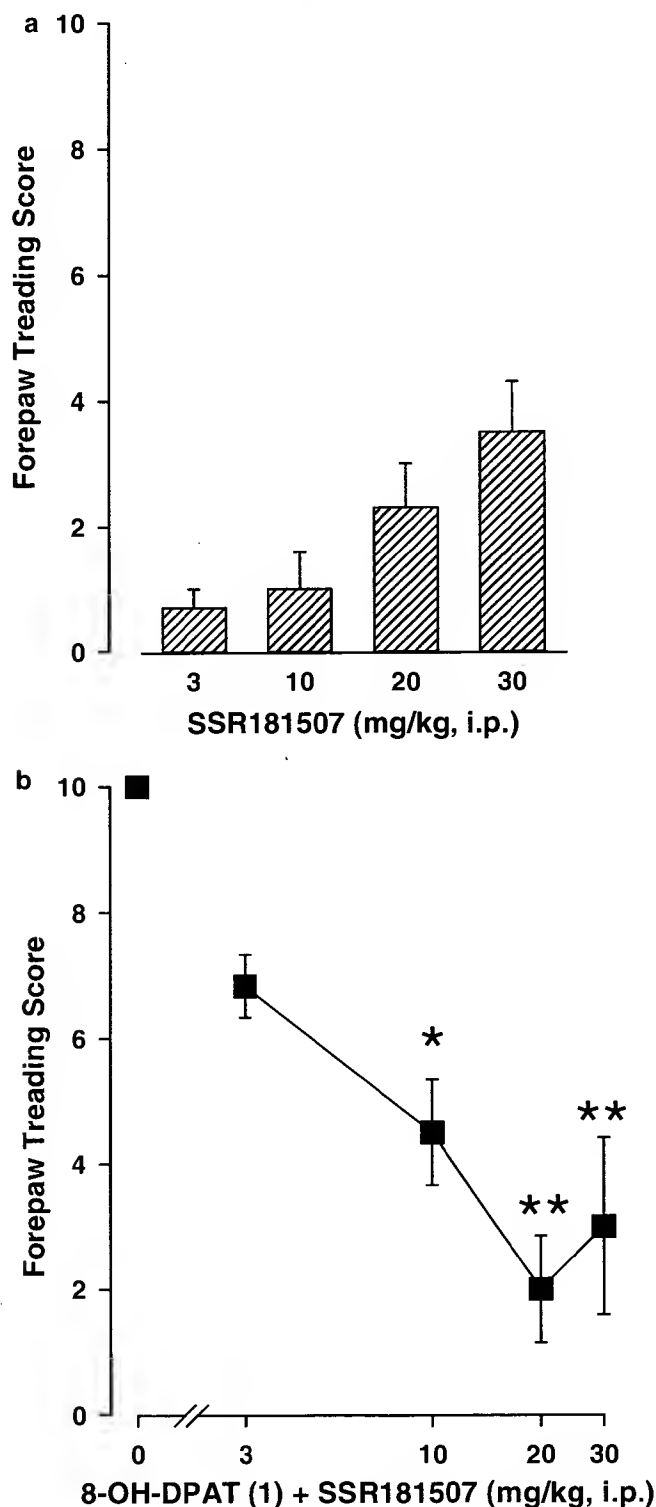 a
10
8
6
4
2
0
Forepaw Treading Score
3 10 20 30
SSR181507 (mg/kg, i.p.)
b
10
8
6
4
2
0
Forepaw Treading Score
*
**
**
0 3 10 20 30
8-OH-DPAT (1) + SSR181507 (mg/kg, i.p.)